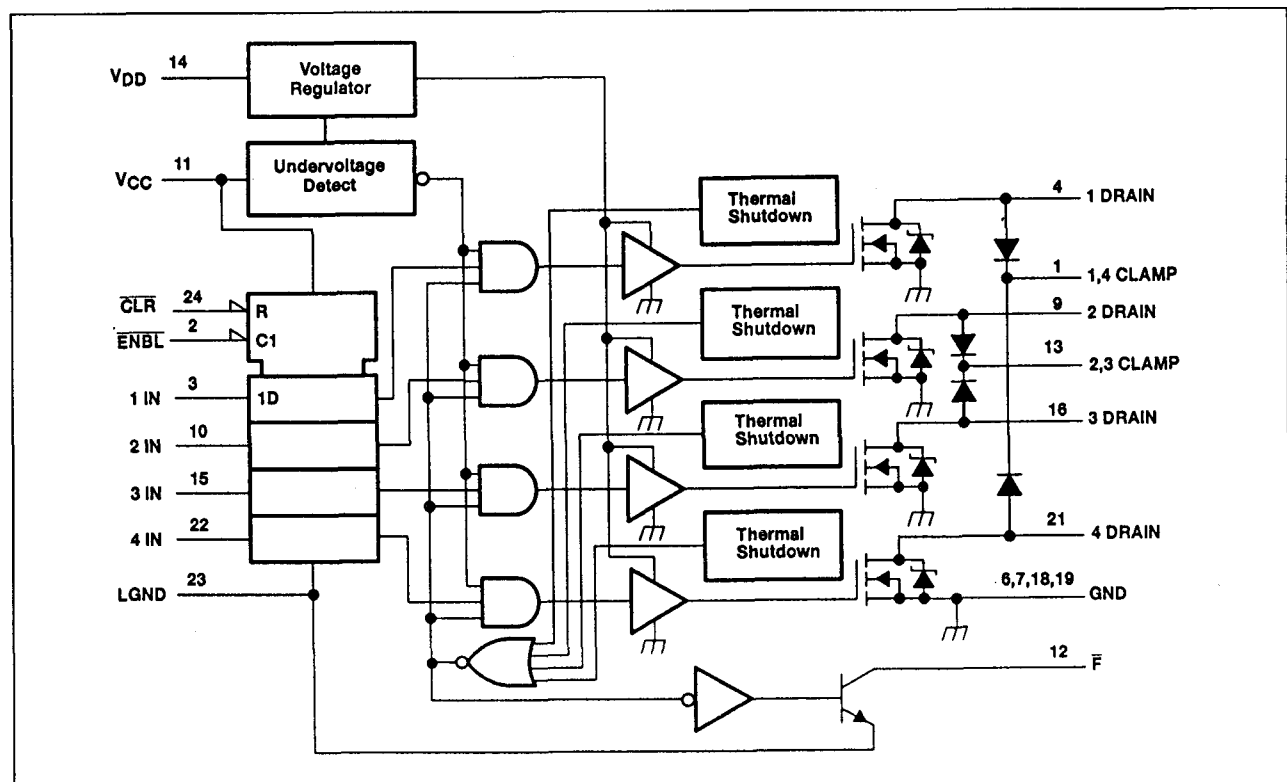 14
VDD
Voltage
Regulator
11
VCC
Undervoltage
Detect
Thermal
Shutdown
4
1 DRAIN
1
1,4 CLAMP
CLR
24
R
2
ENBL
C1
Thermal
Shutdown
9
2 DRAIN
13
2,3 CLAMP
3
1 IN
1D
16
3 DRAIN
Thermal
Shutdown
10
2 IN
15
3 IN
22
4 IN
Thermal
Shutdown
21
4 DRAIN
23
LGND
6,7,18,19
GND
12
F